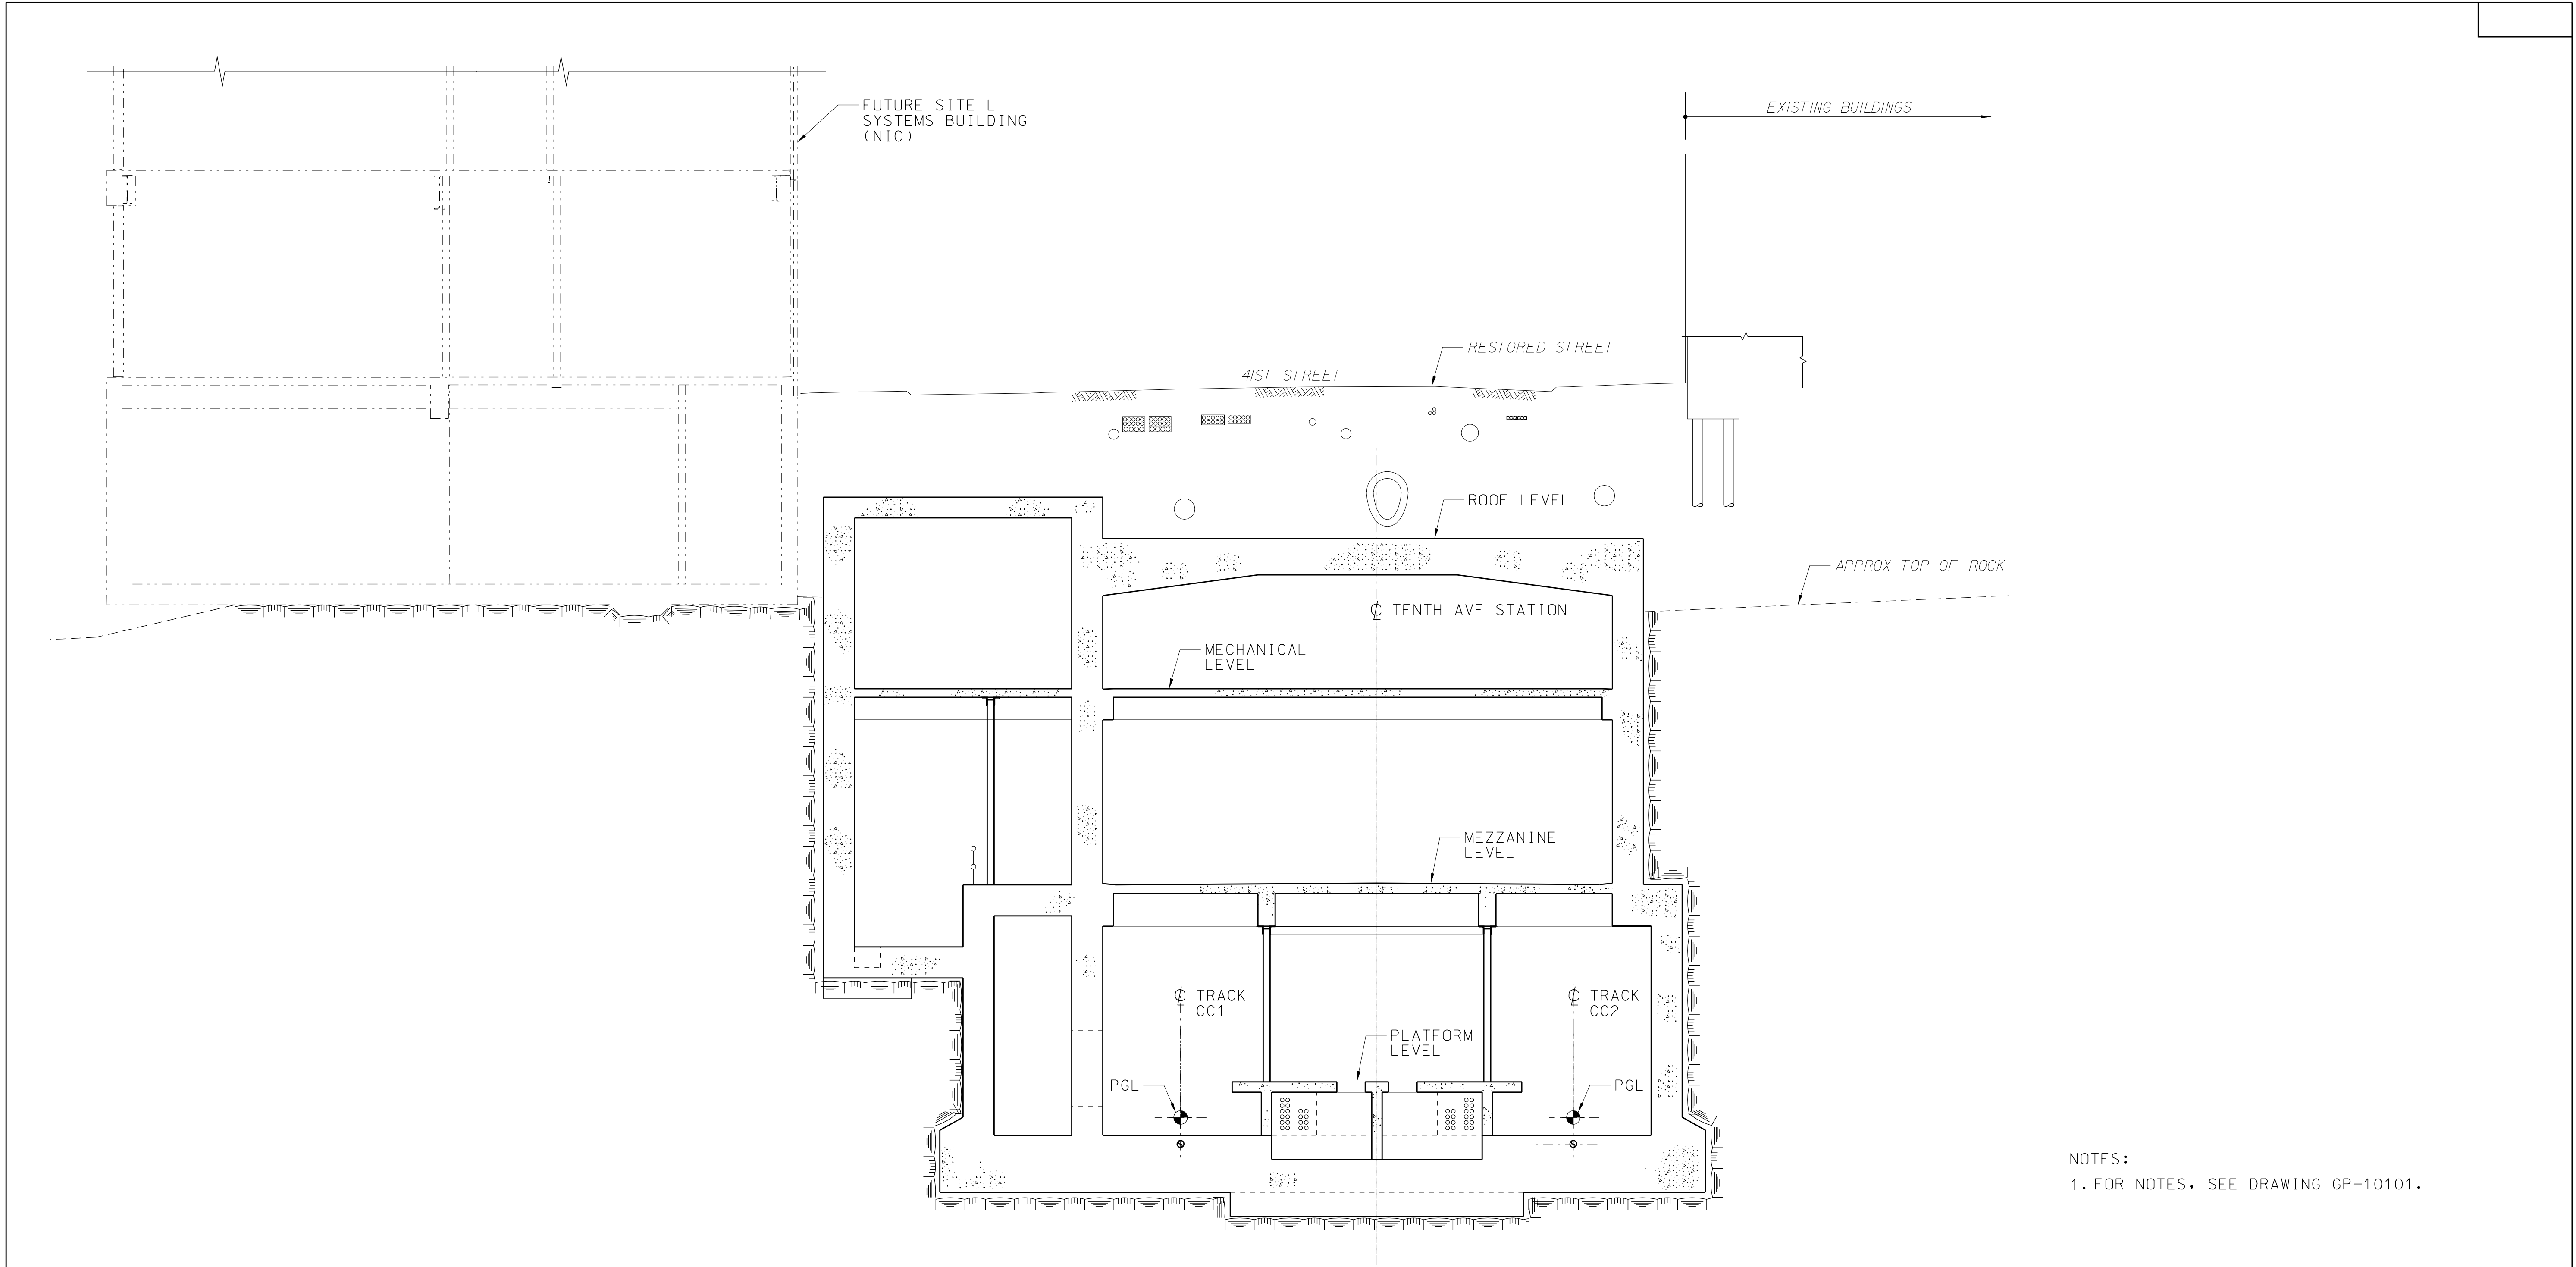 FUTURE SITE L
SYSTEMS BUILDING
(NIC)
EXISTING BUILDINGS
RESTORED STREET
41ST STREET
ROOF LEVEL
APPROX TOP OF ROCK
℄ TENTH AVE STATION
MECHANICAL
LEVEL
MEZZANINE
LEVEL
℄ TRACK
CC1
℄ TRACK
CC2
PLATFORM
LEVEL
PGL
PGL
NOTES:
1. FOR NOTES, SEE DRAWING GP-10101.